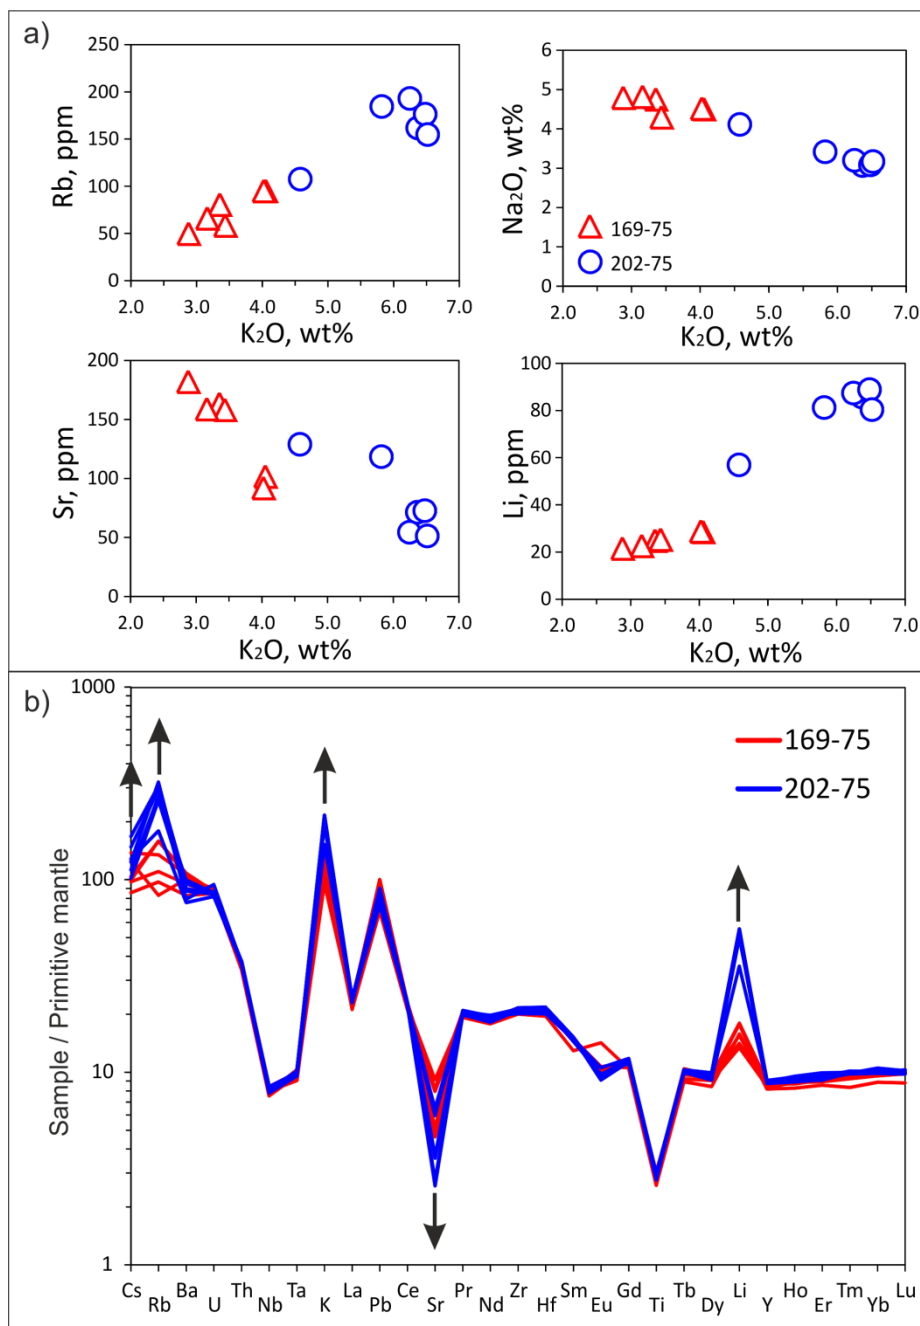 a)
250
200
150
100
50
0
Rb, ppm
2.0 3.0 4.0 5.0 6.0 7.0
K2O, wt%
6
5
4
3
2
1
0
Na2O, wt%
169-75
202-75
2.0 3.0 4.0 5.0 6.0 7.0
K2O, wt%
200
150
100
50
0
Sr, ppm
2.0 3.0 4.0 5.0 6.0 7.0
K2O, wt%
100
80
60
40
20
0
Li, ppm
2.0 3.0 4.0 5.0 6.0 7.0
K2O, wt%
b)
1000
100
10
1
Sample / Primitive mantle
169-75
202-75
Cs Rb Ba U Th Nb Ta K La Pb Ce Sr Pr Nd Zr Hf Sm Eu Gd Ti Tb Dy Li Y Ho Er Tm Yb Lu